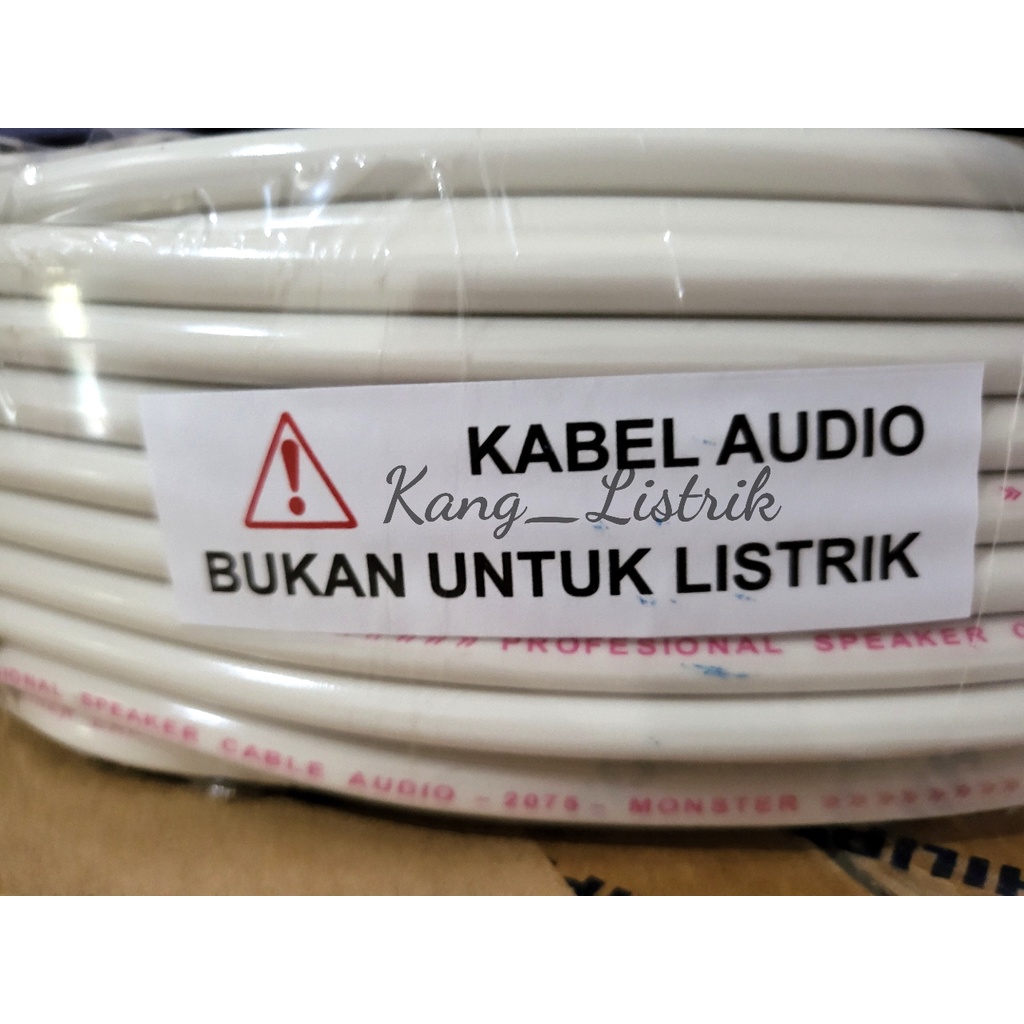 KABEL AUDIO
Kang_Listrik
BUKAN UNTUK LISTRIK
»»»»» PROFESIONAL SPEAKER
SPEAKER CABLE AUDIO - 2075 - MONSTER »»»»»»»»